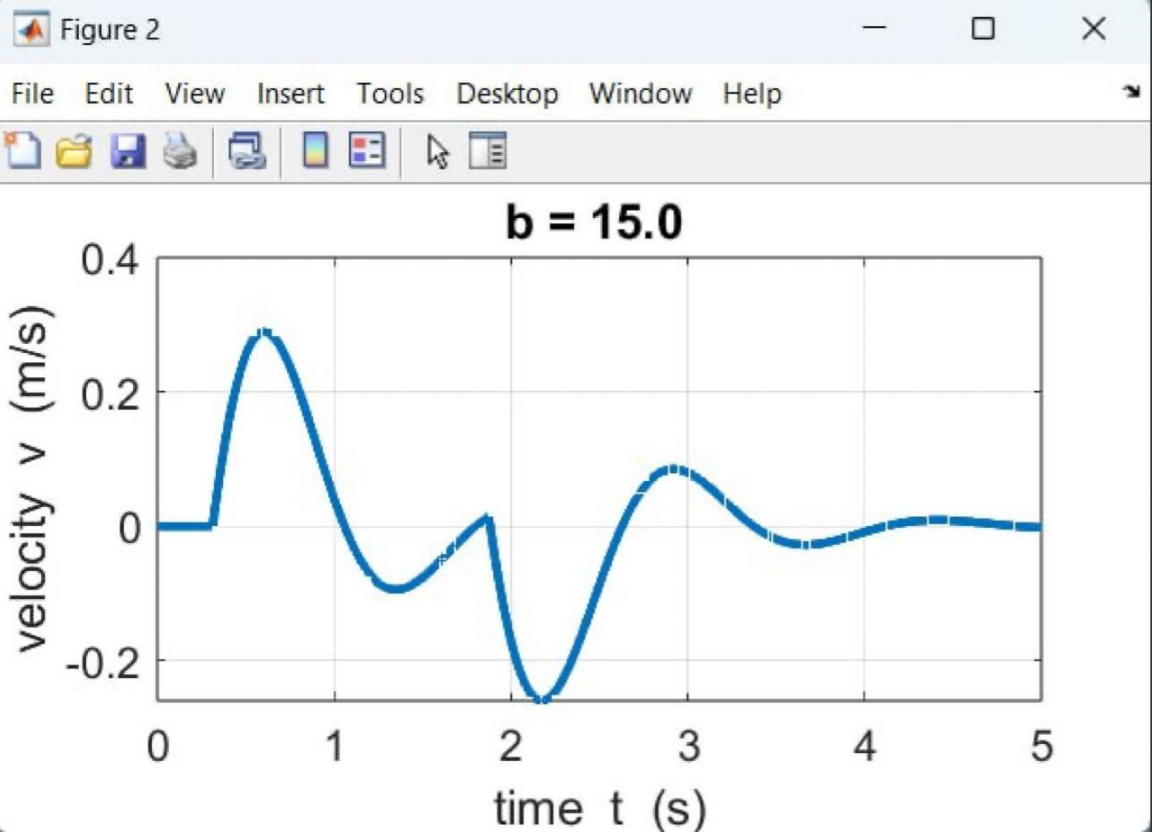 Figure 2
File Edit View Insert Tools Desktop Window Help
b = 15.0
0.4
0.2
0
-0.2
velocity v (m/s)
0 1 2 3 4 5
time t (s)